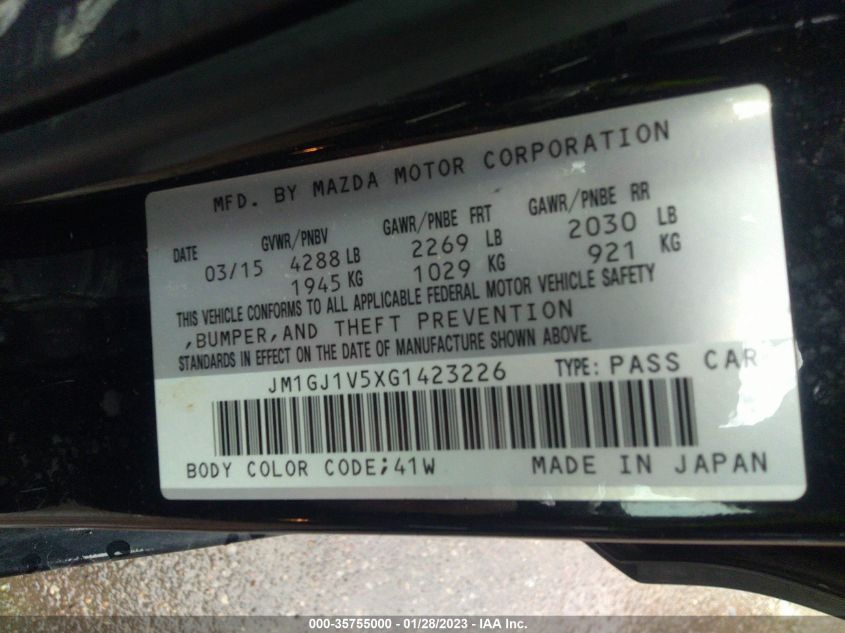 MFD. BY MAZDA MOTOR CORPORATION
DATE GVWR/PNBV GAWR/PNBE FRT GAWR/PNBE RR
03/15 4288 LB 2269 LB 2030 LB
1945 KG 1029 KG 921 KG
THIS VEHICLE CONFORMS TO ALL APPLICABLE FEDERAL MOTOR VEHICLE SAFETY
,BUMPER,AND THEFT PREVENTION
STANDARDS IN EFFECT ON THE DATE OF MANUFACTURE SHOWN ABOVE.
JM1GJ1V5XG1423226 TYPE: PASS CAR
BODY COLOR CODE;41W MADE IN JAPAN
000-35755000 - 01/28/2023 - IAA Inc.